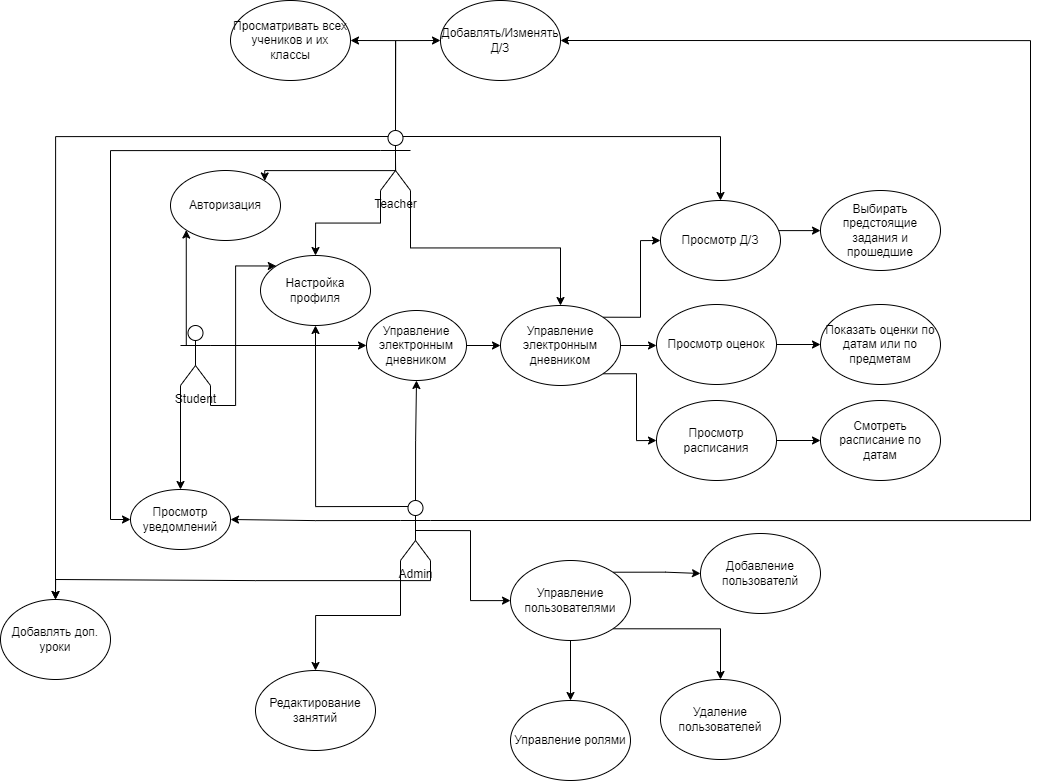 Просматривать всех
учеников и их
классы
Добавлять/Изменять
Д/З
Авторизация
Teacher
Просмотр Д/З
Выбирать
предстоящие
задания и
прошедшие
Настройка
профиля
Управление
электронным
дневником
Управление
электронным
дневником
Просмотр оценок
Показать оценки по
датам или по
предметам
Student
Просмотр
расписания
Смотреть
расписание по
датам
Просмотр
уведомлений
Admin
Управление
пользователями
Добавление
пользователй
Добавлять доп.
уроки
Редактирование
занятий
Управление ролями
Удаление
пользователей